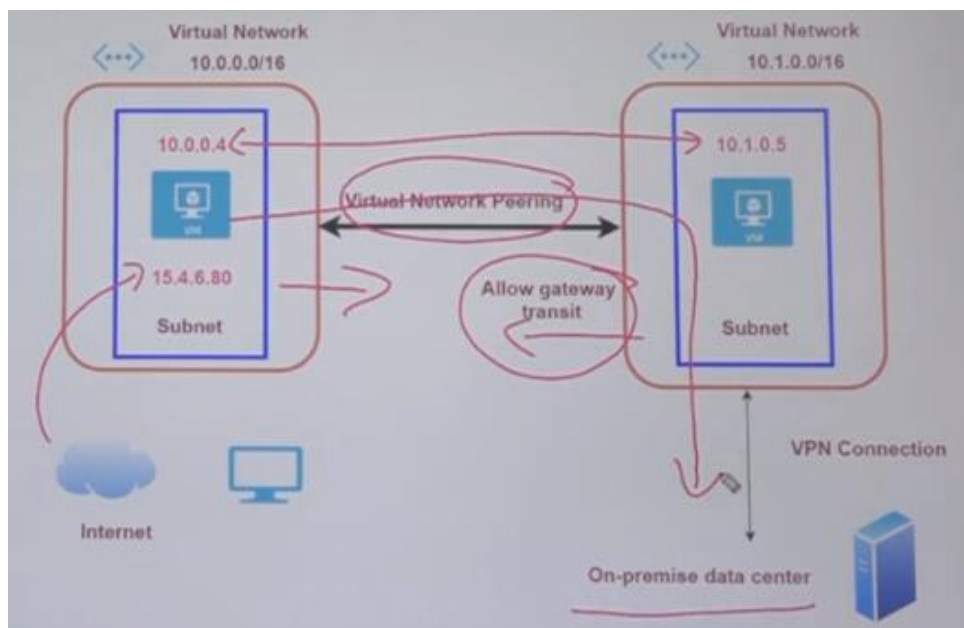 Virtual Network
10.0.0.0/16
Virtual Network
10.1.0.0/16
10.0.0.4
10.1.0.5
VM
VM
Virtual Network Peering
15.4.6.80
Allow gateway
transit
Subnet
Subnet
VPN Connection
Internet
On-premise data center